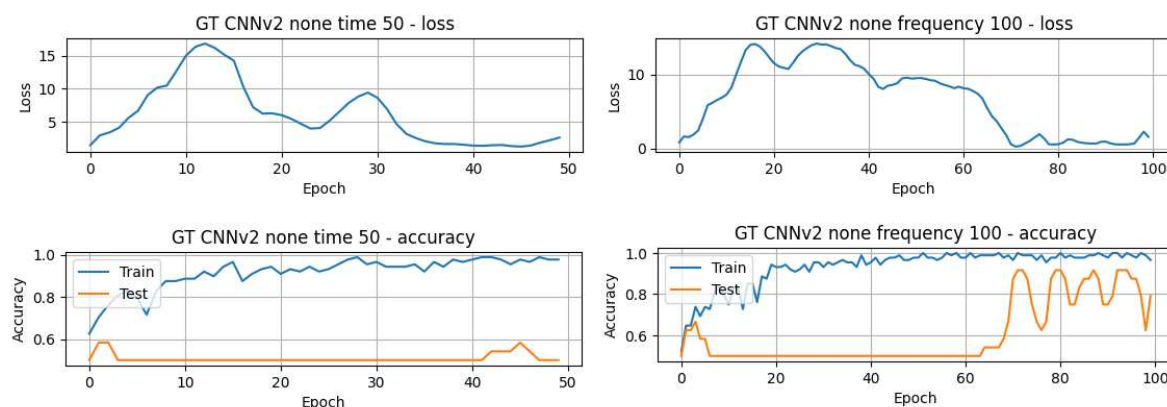 GT CNNv2 none time 50 - loss
Loss
15
10
5
0 10 20 30 40 50
Epoch
GT CNNv2 none frequency 100 - loss
Loss
10
0
0 20 40 60 80 100
Epoch
GT CNNv2 none time 50 - accuracy
Accuracy
1.0
0.8
0.6
Train
Test
0 10 20 30 40 50
Epoch
GT CNNv2 none frequency 100 - accuracy
Accuracy
1.0
0.8
0.6
Train
Test
0 20 40 60 80 100
Epoch